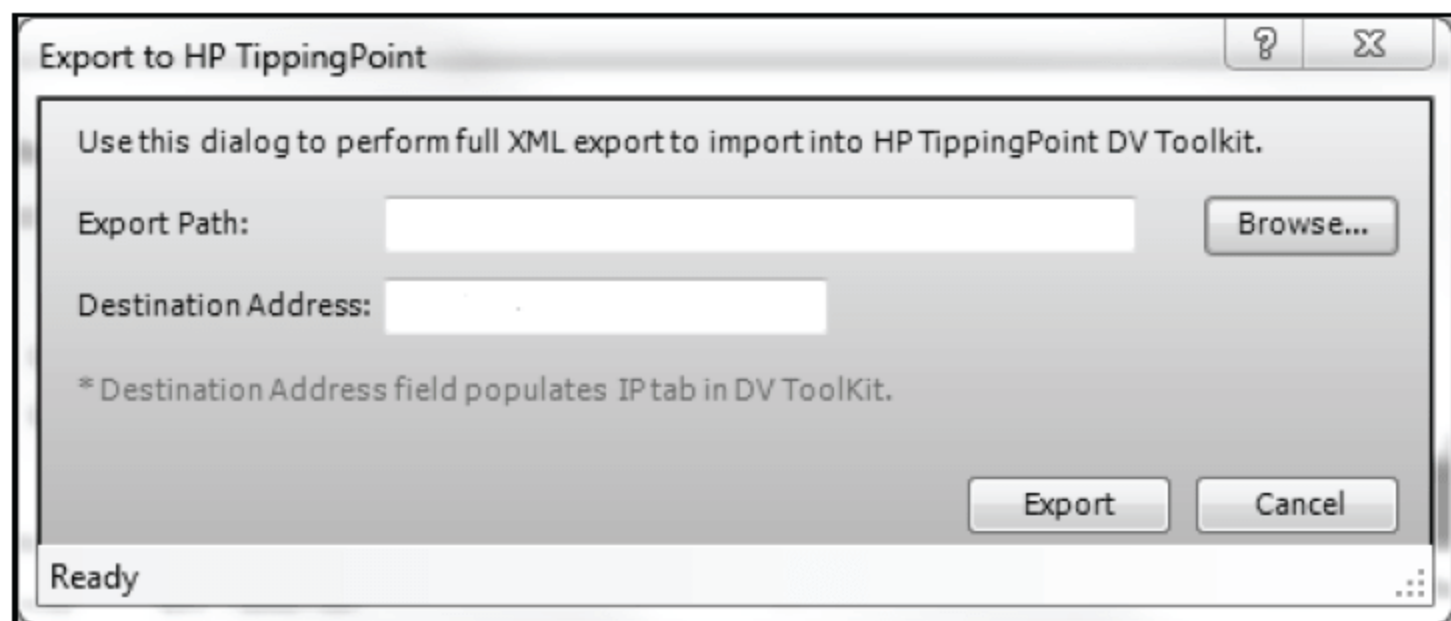 Export to HP TippingPoint
?
Use this dialog to perform full XML export to import into HP TippingPoint DV Toolkit.
Export Path:
Browse...
Destination Address:
* Destination Address field populates IP tab in DV ToolKit.
Export
Cancel
Ready